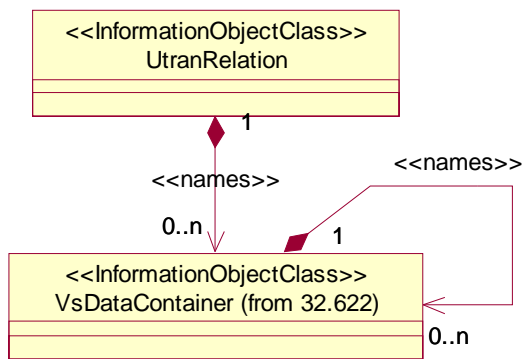 <<InformationObjectClass>>
UtranRelation
1
<<names>>
<<names>>
0..n
1
<<InformationObjectClass>>
VsDataContainer (from 32.622)
0..n